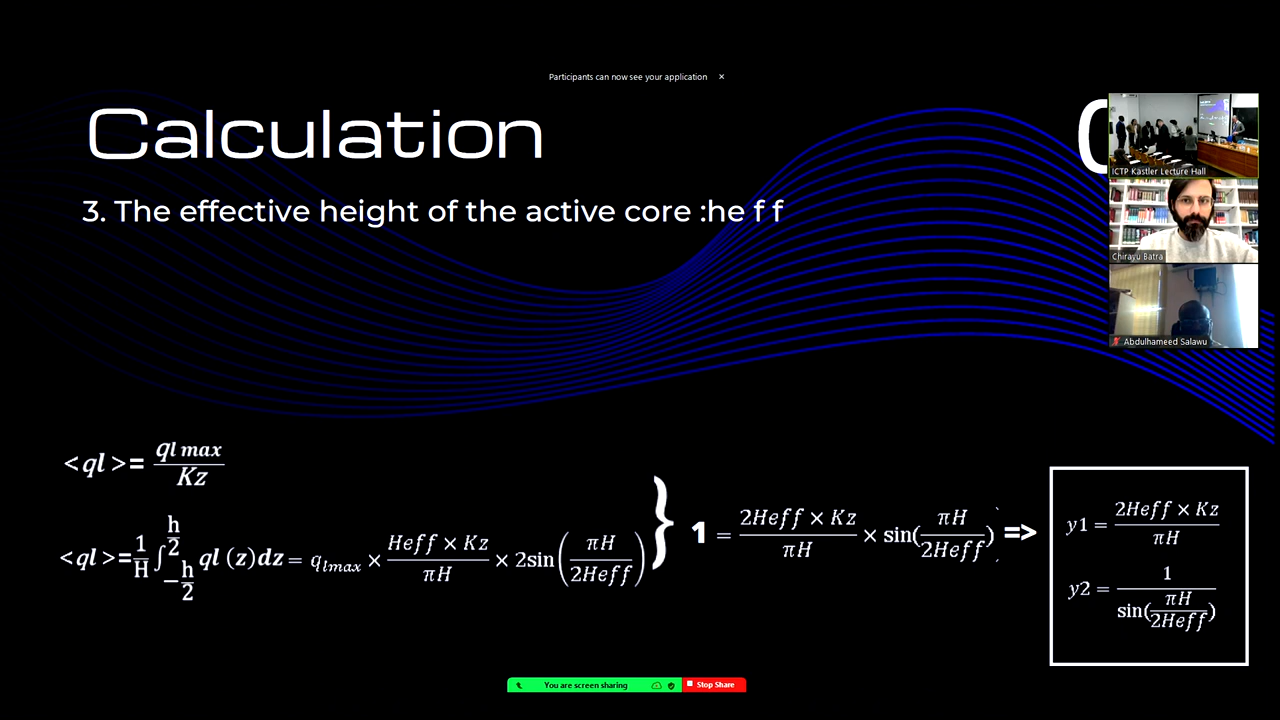 Participants can now see your application ✕
Calculation
3. The effective height of the active core :he f f
ICTP Kastler Lecture Hall
Chirayu Batra
Abdulhameed Salawu
<ql>= ql max / Kz
<ql>= 1/H ∫ -h/2 h/2 ql (z)dz = qlmax × Heff × Kz / πH × 2sin(πH / 2Heff)
} 1 = 2Heff × Kz / πH × sin(πH / 2Heff) =>
y1 = 2Heff × Kz / πH
y2 = 1 / sin(πH / 2Heff)
You are screen sharing Stop Share